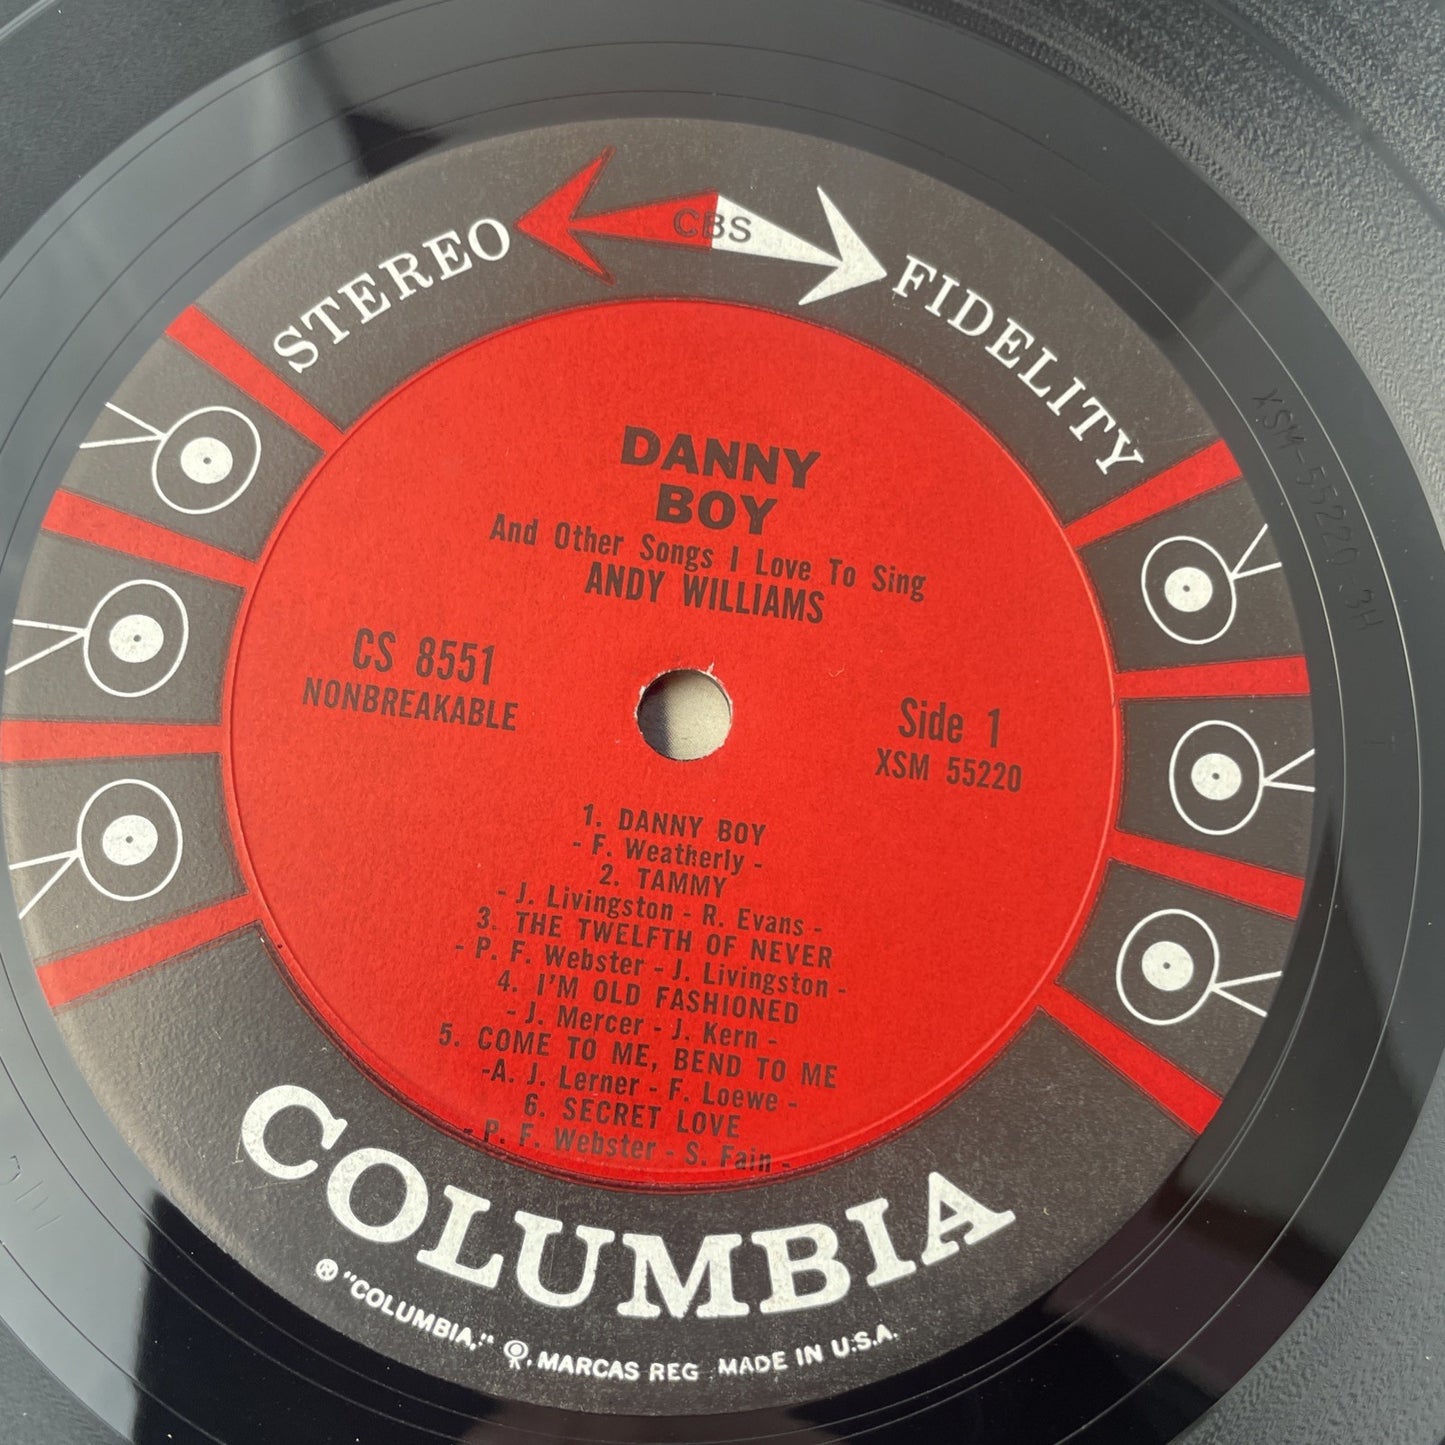 STEREO CBS FIDELITY
DANNY
BOY
And Other Songs I Love To Sing
ANDY WILLIAMS
CS 8551
NONBREAKABLE
Side 1
XSM 55220
1. DANNY BOY
- F. Weatherly -
2. TAMMY
- J. Livingston - R. Evans -
3. THE TWELFTH OF NEVER
- P. F. Webster - J. Livingston -
4. I'M OLD FASHIONED
- J. Mercer - J. Kern -
5. COME TO ME, BEND TO ME
-A. J. Lerner - F. Loewe -
6. SECRET LOVE
- P. F. Webster - S. Fain -
COLUMBIA
® "COLUMBIA," MARCAS REG. MADE IN U.S.A.
XSM-55220-3H